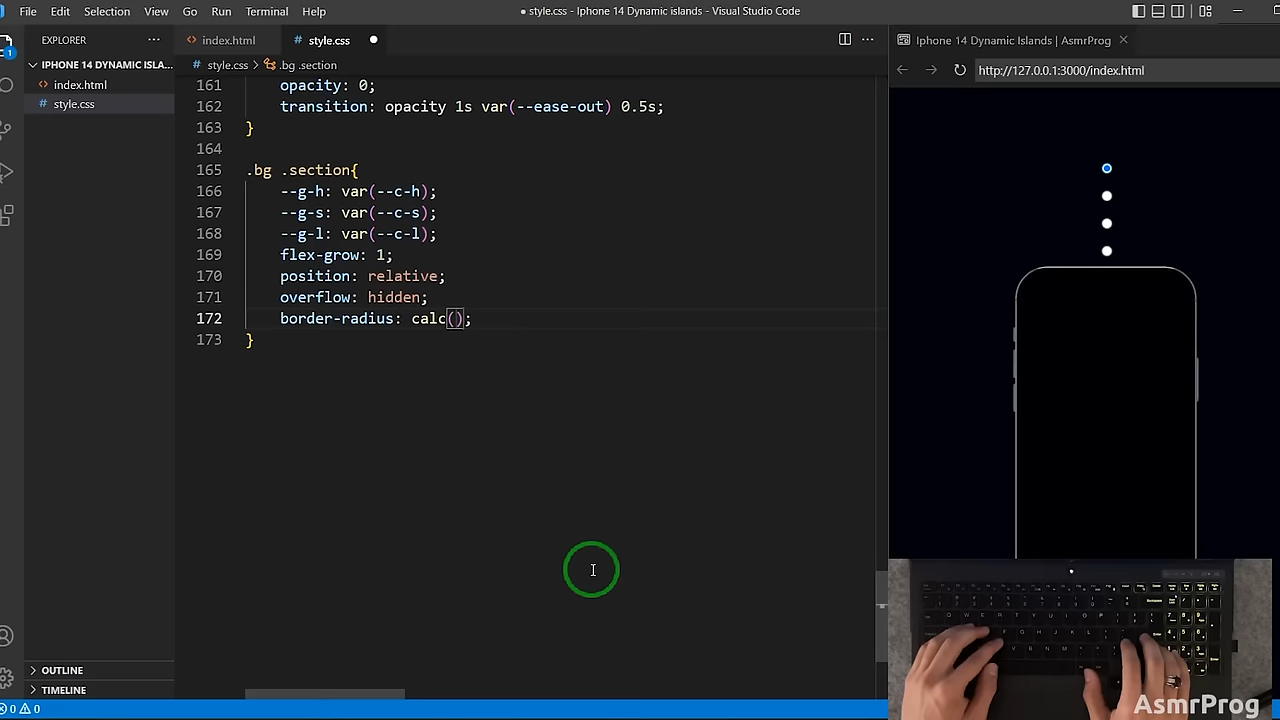 File Edit Selection View Go Run Terminal Help
● style.css - Iphone 14 Dynamic islands - Visual Studio Code
EXPLORER ...
IPHONE 14 DYNAMIC ISLA...
<> index.html
# style.css
OUTLINE
TIMELINE
1
<> index.html
# style.css
# style.css > .bg .section
161 opacity: 0;
162 transition: opacity 1s var(--ease-out) 0.5s;
163 }
164
165 .bg .section{
166 --g-h: var(--c-h);
167 --g-s: var(--c-s);
168 --g-l: var(--c-l);
169 flex-grow: 1;
170 position: relative;
171 overflow: hidden;
172 border-radius: calc();
173 }
Iphone 14 Dynamic Islands | AsmrProg
http://127.0.0.1:3000/index.html
0 0
AsmrProg